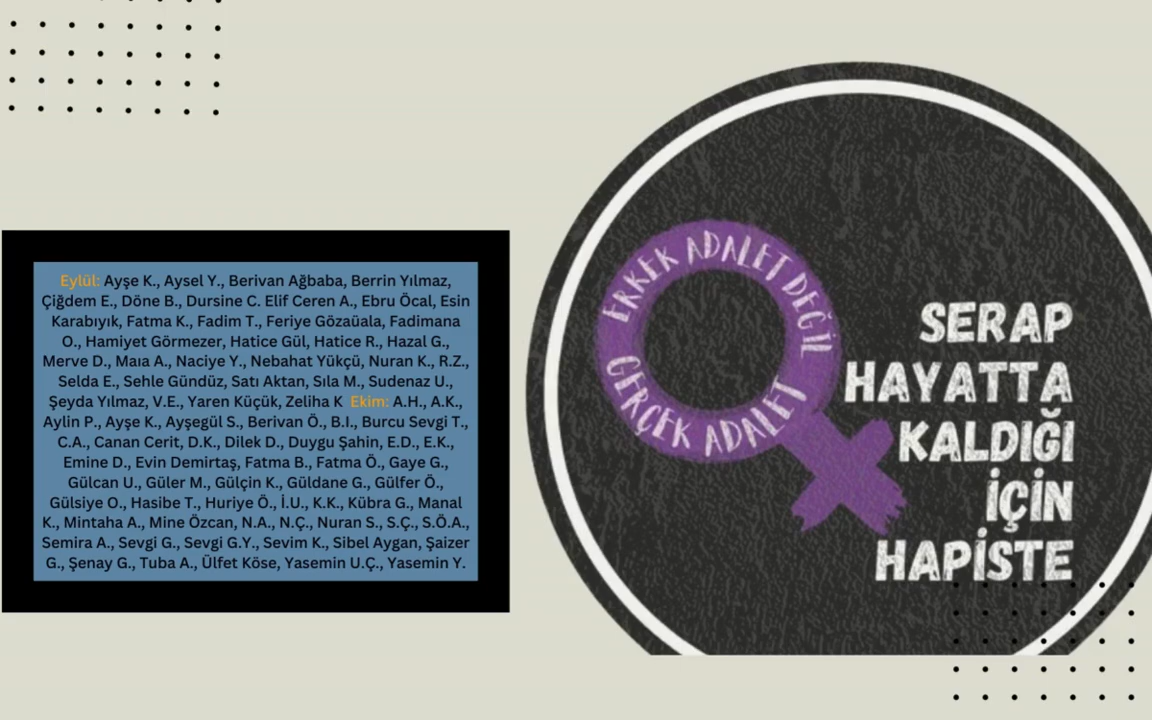 Eylül: Ayşe K., Aysel Y., Berivan Ağbaba, Berrin Yılmaz,
Çiğdem E., Döne B., Dursine C. Elif Ceren A., Ebru Öcal, Esin
Karabıyık, Fatma K., Fadim T., Feriye Gözaüala, Fadimana
O., Hamiyet Görmezer, Hatice Gül, Hatice R., Hazal G.,
Merve D., Maıa A., Naciye Y., Nebahat Yükçü, Nuran K., R.Z.,
Selda E., Sehle Gündüz, Satı Aktan, Sıla M., Sudenaz U.,
Şeyda Yılmaz, V.E., Yaren Küçük, Zeliha K Ekim: A.H., A.K.,
Aylin P., Ayşe K., Ayşegül S., Berivan Ö., B.I., Burcu Sevgi T.,
C.A., Canan Cerit, D.K., Dilek D., Duygu Şahin, E.D., E.K.,
Emine D., Evin Demirtaş, Fatma B., Fatma Ö., Gaye G.,
Gülcan U., Güler M., Gülçin K., Güldane G., Gülfer Ö.,
Gülsiye O., Hasibe T., Huriye Ö., İ.U., K.K., Kübra G., Manal
K., Mintaha A., Mine Özcan, N.A., N.Ç., Nuran S., S.Ç., S.Ö.A.,
Semira A., Sevgi G., Sevgi G.Y., Sevim K., Sibel Aygan, Şaizer
G., Şenay G., Tuba A., Ülfet Köse, Yasemin U.Ç., Yasemin Y.
ERKEK ADALET DEĞİL
GERÇEK ADALET
SERAP
HAYATTA
KALDIĞI
İÇİN
HAPİSTE